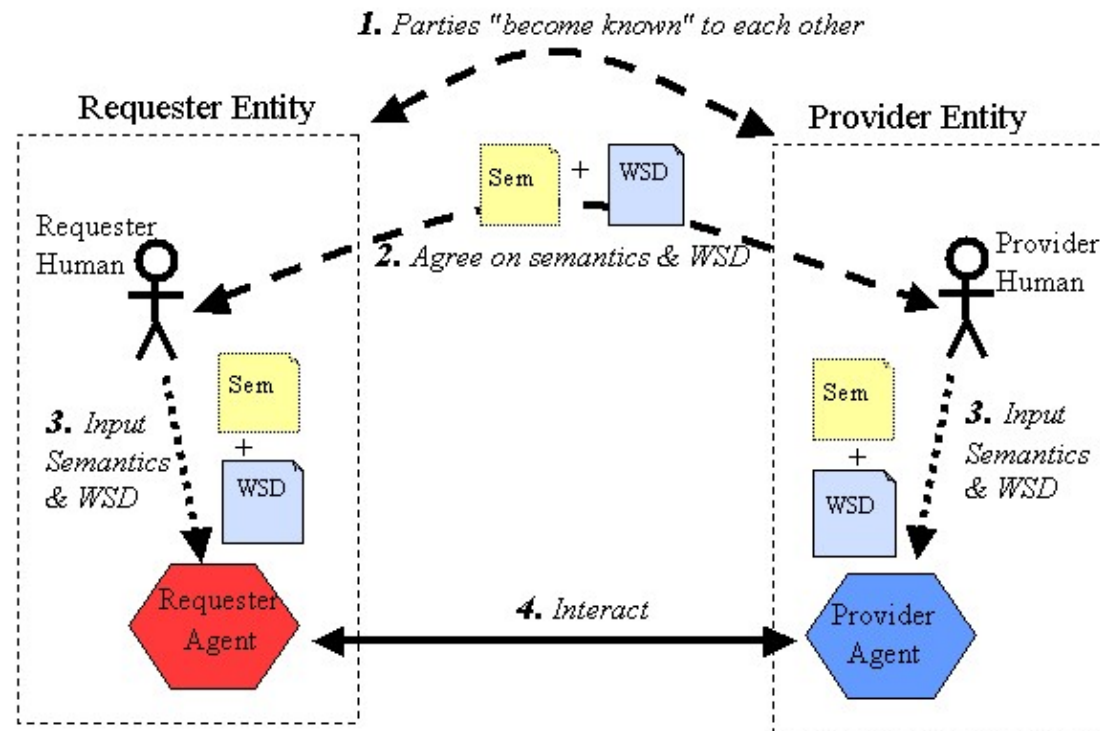 1. Parties "become known" to each other
Requester Entity
Provider Entity
Sem
+
WSD
Requester
Human
2. Agree on semantics & WSD
Provider
Human
Sem
+
WSD
3. Input
Semantics
& WSD
Sem
+
WSD
3. Input
Semantics
& WSD
Requester
Agent
4. Interact
Provider
Agent